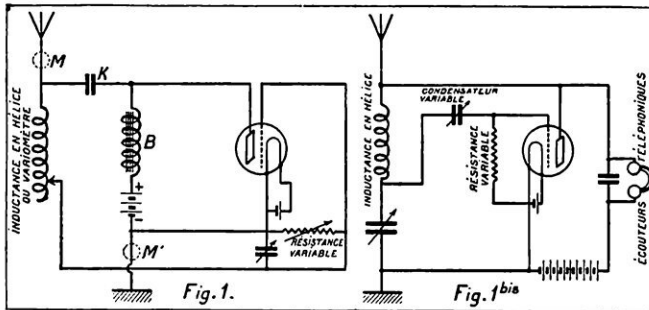 M
K
INDUCTANCE EN HÉLICE
OU VARIOMÈTRE
B
+
-
M'
RÉSISTANCE
VARIABLE
Fig.1.
INDUCTANCE EN HÉLICE
CONDENSATEUR
VARIABLE
RÉSISTANCE
VARIABLE
ÉCOUTEURS TÉLÉPHONIQUES
Fig.1bis